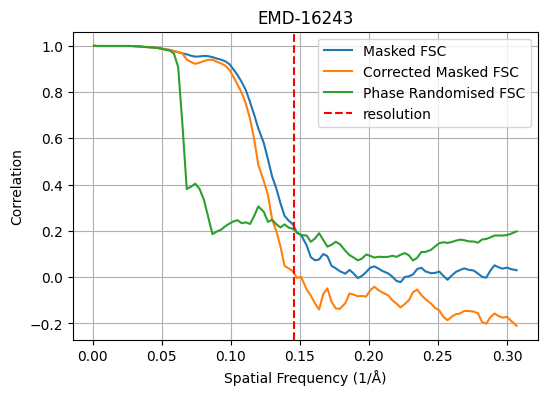 EMD-16243
Masked FSC
Corrected Masked FSC
Phase Randomised FSC
resolution
Correlation
1.0
0.8
0.6
0.4
0.2
0.0
−0.2
0.00 0.05 0.10 0.15 0.20 0.25 0.30
Spatial Frequency (1/Å)